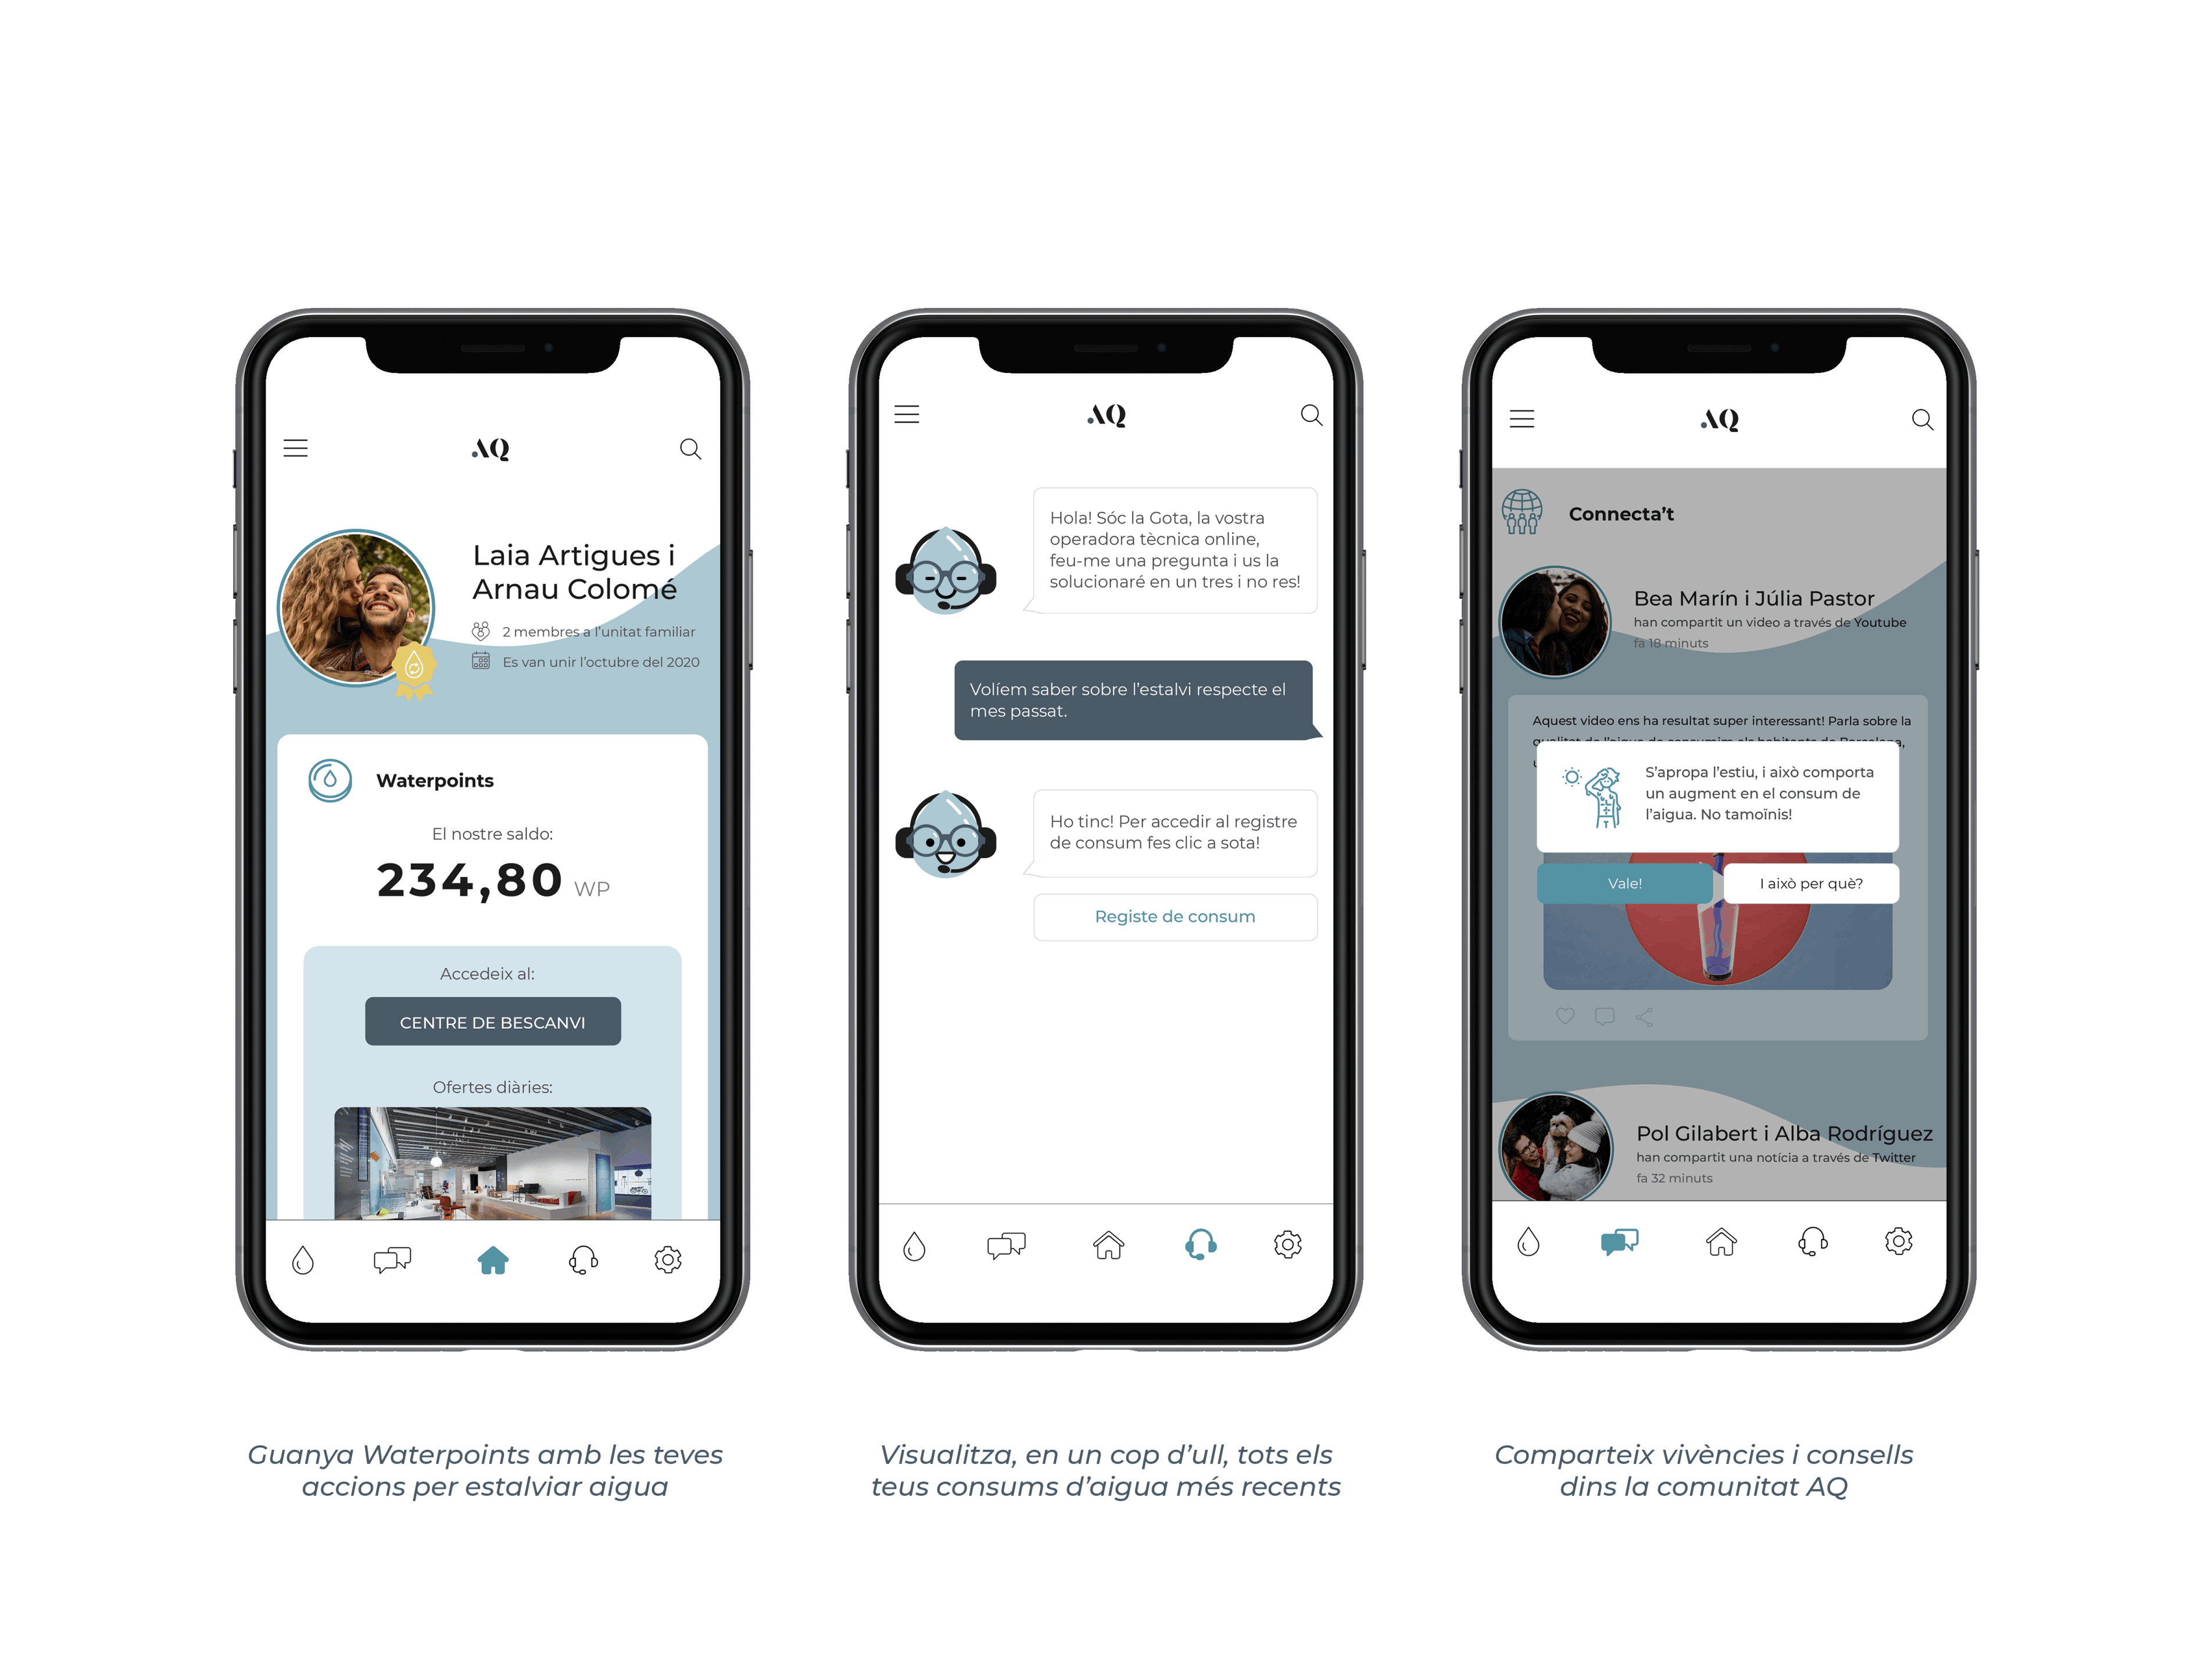 AQ
Laia Artigues i
Arnau Colomé
2 membres a l'unitat familiar
Es van unir l'octubre del 2020
Waterpoints
El nostre saldo:
234,80 WP
Accedeix al:
CENTRE DE BESCANVI
Ofertes diàries:
Guanya Waterpoints amb les teves
accions per estalviar aigua
AQ
Hola! Sóc la Gota, la vostra
operadora tècnica online,
feu-me una pregunta i us la
solucionaré en un tres i no res!
Volíem saber sobre l'estalvi respecte el
mes passat.
Ho tinc! Per accedir al registre
de consum fes clic a sota!
Registe de consum
Visualitza, en un cop d'ull, tots els
teus consums d'aigua més recents
AQ
Connecta't
Bea Marín i Júlia Pastor
han compartit un video a través de Youtube
fa 18 minuts
Aquest video ens ha resultat super interessant! Parla sobre la
S'apropa l'estiu, i això comporta
un augment en el consum de
l'aigua. No tamoïnis!
Vale!
I això per què?
Pol Gilabert i Alba Rodríguez
han compartit una notícia a través de Twitter
fa 32 minuts
Comparteix vivències i consells
dins la comunitat AQ